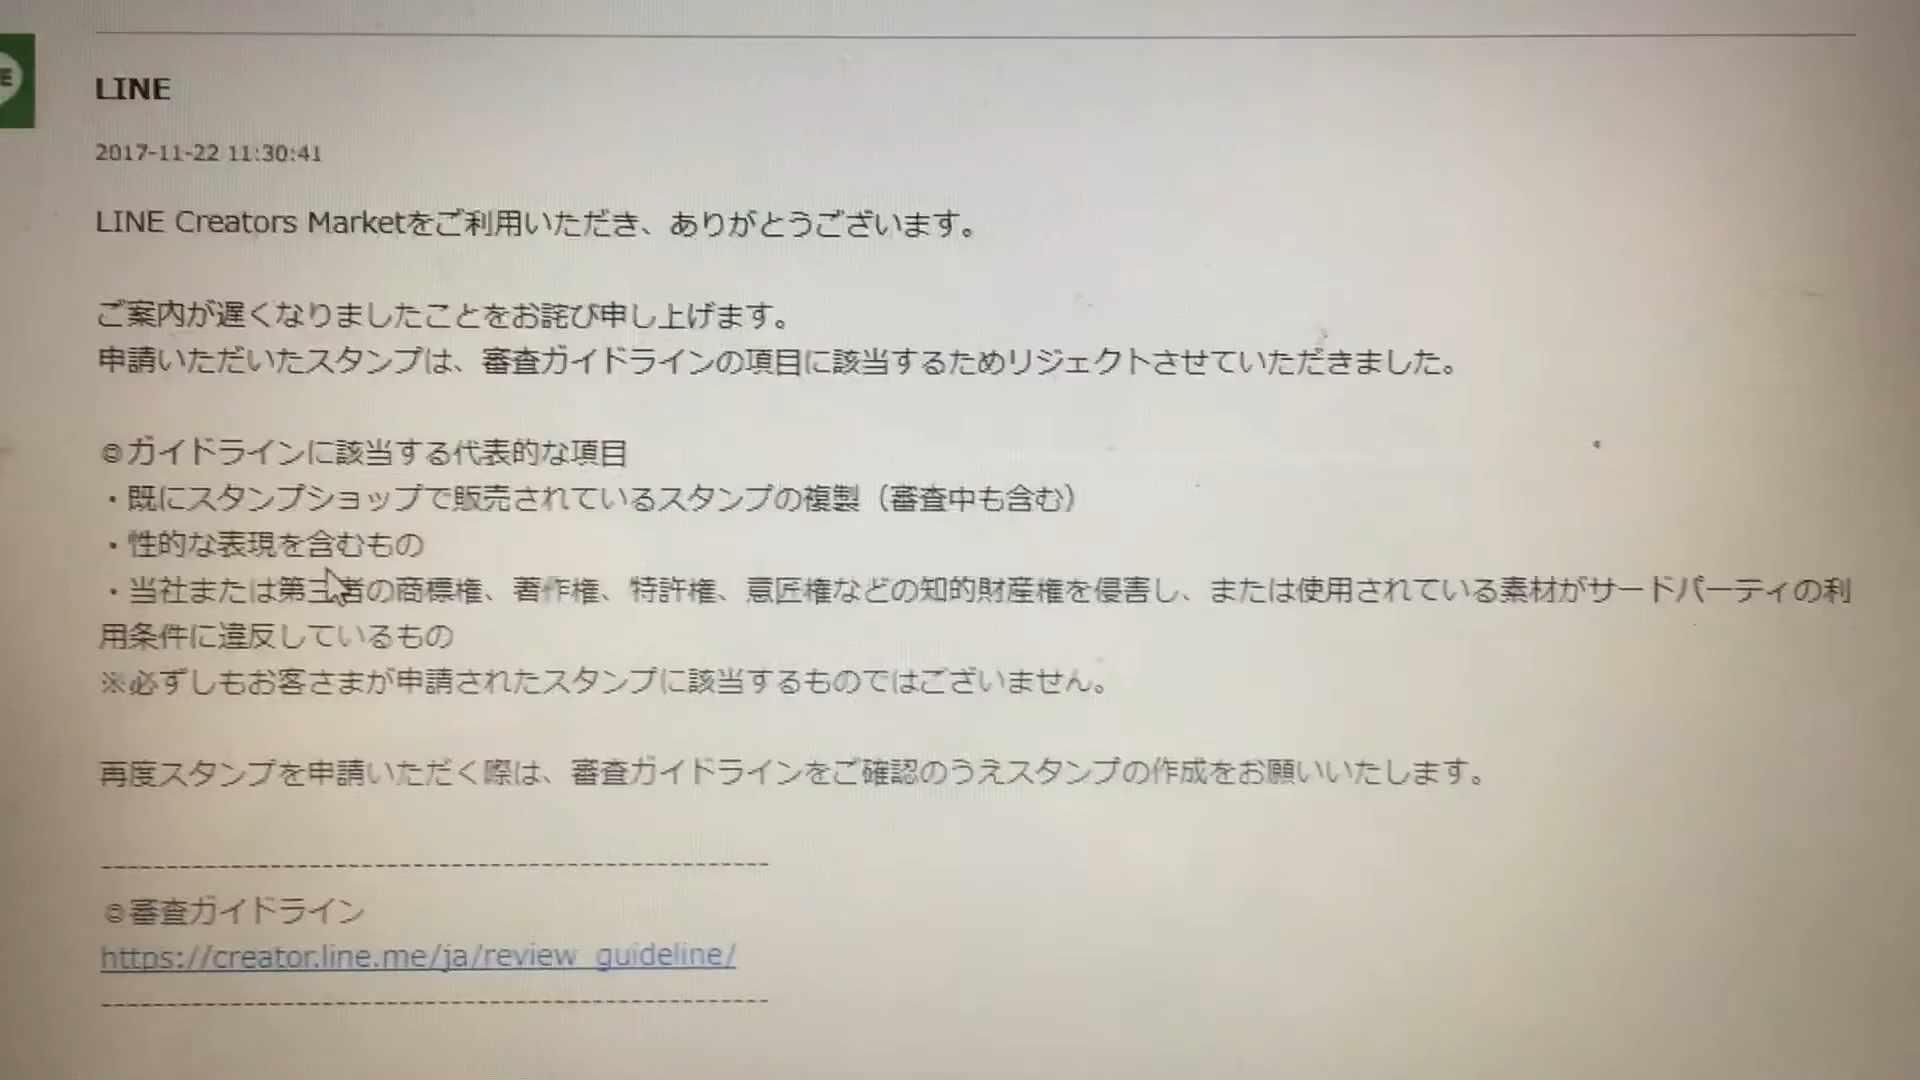 LINE
2017-11-22 11:30:41
LINE Creators Marketをご利用いただき、ありがとうございます。
ご案内が遅くなりましたことをお詫び申し上げます。
申請いただいたスタンプは、審査ガイドラインの項目に該当するためリジェクトさせていただきました。
◎ガイドラインに該当する代表的な項目
・既にスタンプショップで販売されているスタンプの複製（審査中も含む）
・性的な表現を含むもの
・当社または第三者の商標権、著作権、特許権、意匠権などの知的財産権を侵害し、または使用されている素材がサードパーティの利
用条件に違反しているもの
※必ずしもお客さまが申請されたスタンプに該当するものではございません。
再度スタンプを申請いただく際は、審査ガイドラインをご確認のうえスタンプの作成をお願いいたします。
◎審査ガイドライン
https://creator.line.me/ja/review_guideline/